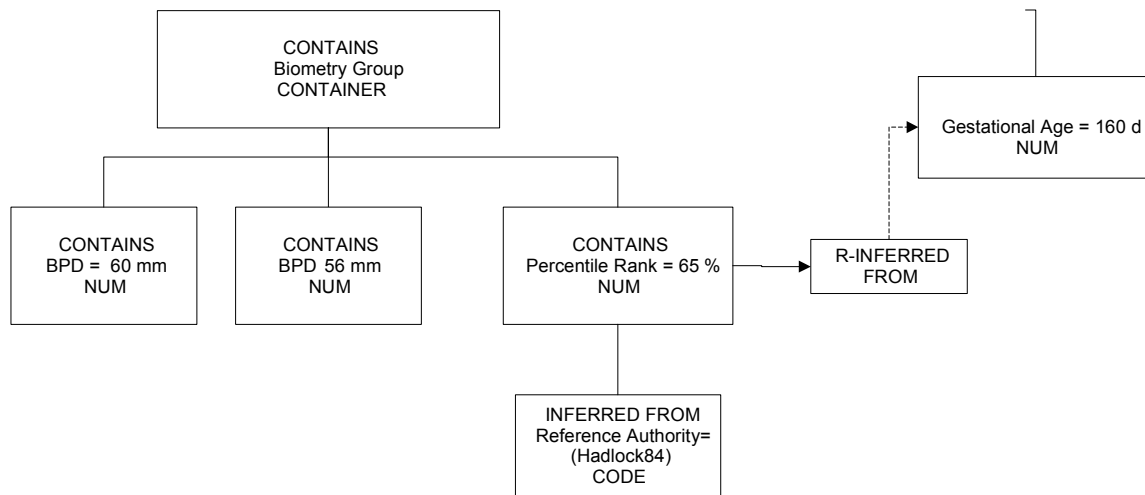 CONTAINS
Biometry Group
CONTAINER
Gestational Age = 160 d
NUM
CONTAINS
BPD = 60 mm
NUM
CONTAINS
BPD 56 mm
NUM
CONTAINS
Percentile Rank = 65 %
NUM
R-INFERRED
FROM
INFERRED FROM
Reference Authority=
(Hadlock84)
CODE